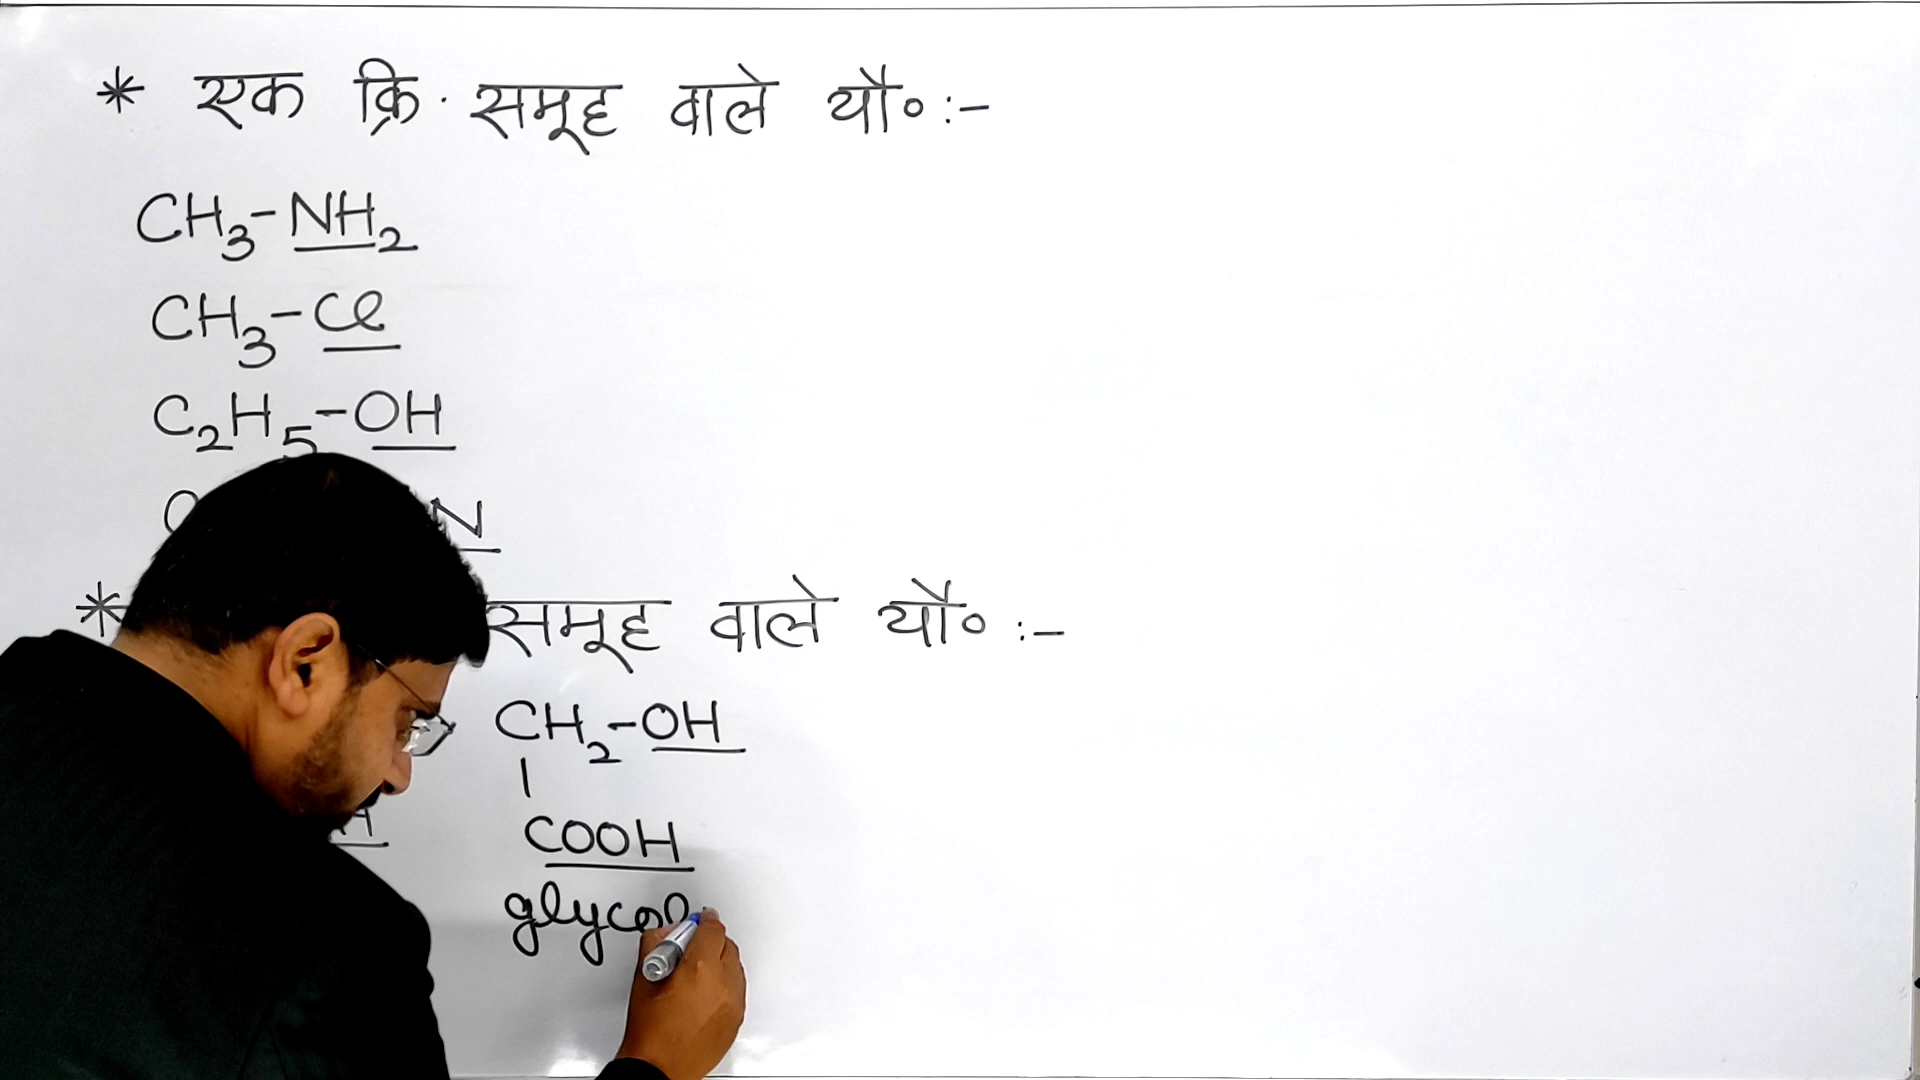 * एक क्रि. समूह वाले यौ० :-
CH₃-NH₂
CH₃-Cl
C₂H₅-OH
N
* समूह वाले यौ० :-
CH₂-OH
|
COOH
glycol